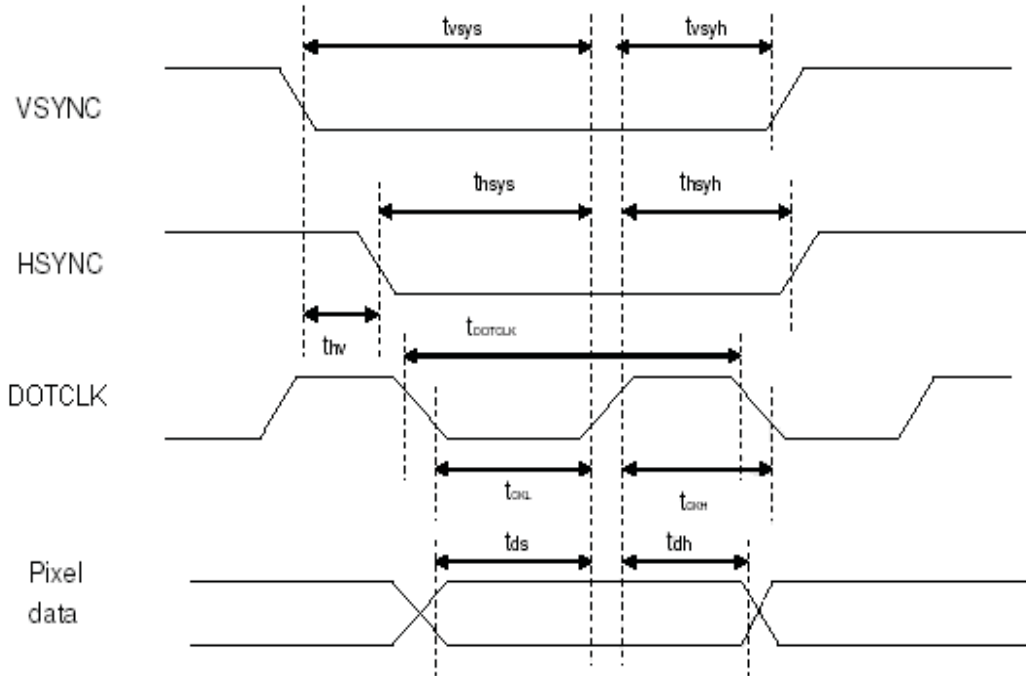 tvsys tvsyh
VSYNC
thsys thsyh
HSYNC
thv tDOTCLK
DOTCLK
tCKL tCKH
tds tdh
Pixel
data